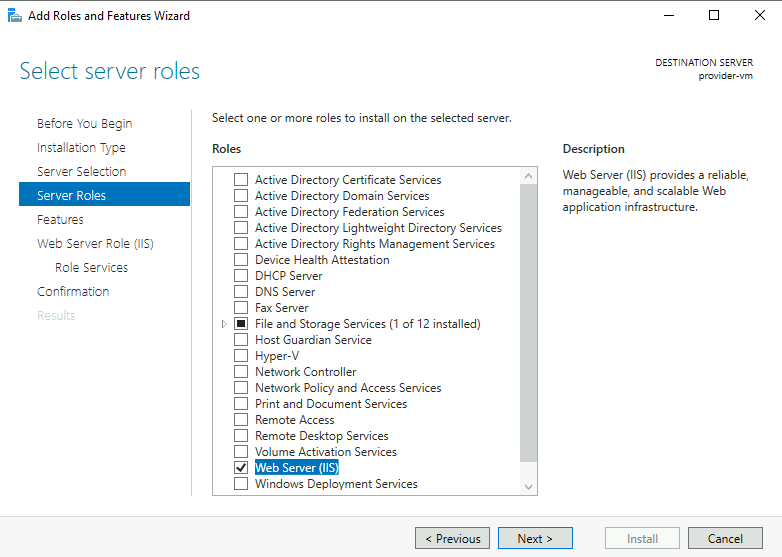 Add Roles and Features Wizard
Select server roles
DESTINATION SERVER
provider-vm
Before You Begin
Installation Type
Server Selection
Server Roles
Features
Web Server Role (IIS)
Role Services
Confirmation
Results
Select one or more roles to install on the selected server.
Roles
Active Directory Certificate Services
Active Directory Domain Services
Active Directory Federation Services
Active Directory Lightweight Directory Services
Active Directory Rights Management Services
Device Health Attestation
DHCP Server
DNS Server
Fax Server
File and Storage Services (1 of 12 installed)
Host Guardian Service
Hyper-V
Network Controller
Network Policy and Access Services
Print and Document Services
Remote Access
Remote Desktop Services
Volume Activation Services
Web Server (IIS)
Windows Deployment Services
Description
Web Server (IIS) provides a reliable,
manageable, and scalable Web
application infrastructure.
< Previous
Next >
Install
Cancel